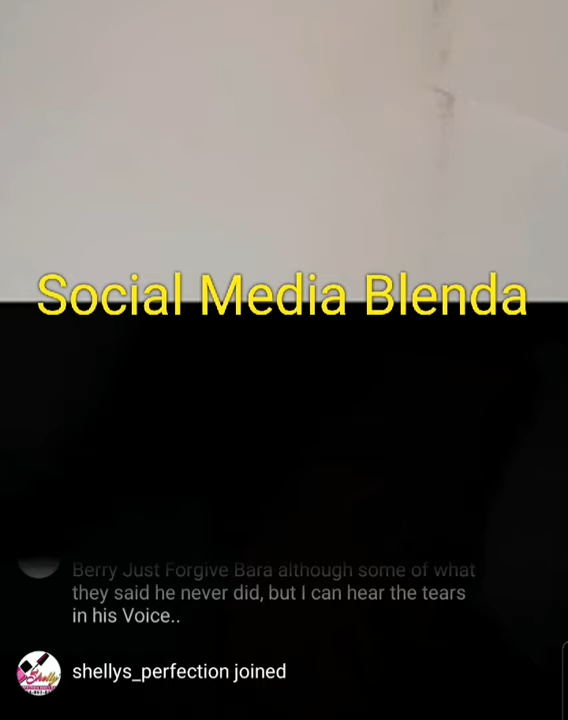 Social Media Blenda
Berry Just Forgive Bara although some of what
they said he never did, but I can hear the tears
in his Voice..
shellys_perfection joined